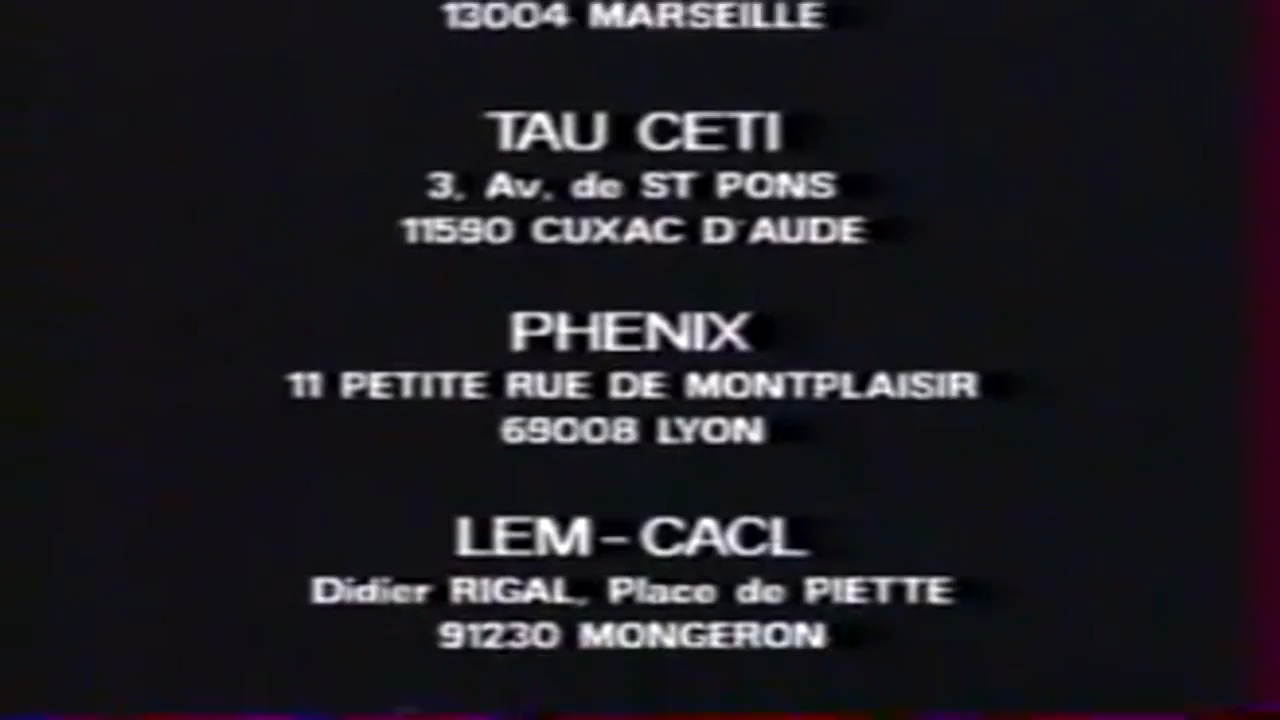 13004 MARSEILLE
TAU CETI
3, Av. de ST PONS
11590 CUXAC D'AUDE
PHENIX
11 PETITE RUE DE MONTPLAISIR
69008 LYON
LEM-CACL
Didier RIGAL, Place de PIETTE
91230 MONGERON